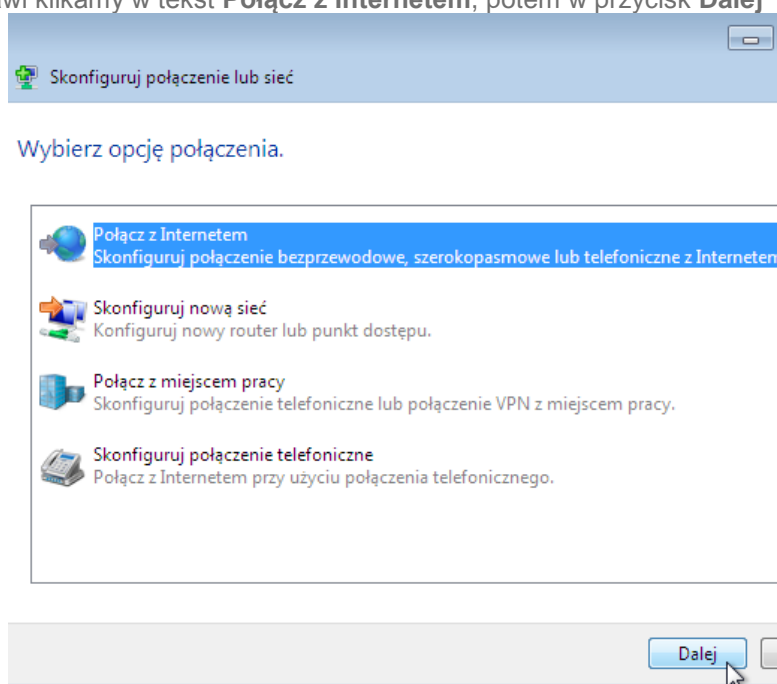 klikamy w tekst Połącz z Internetem, potem w przycisk Dalej
Skonfiguruj połączenie lub sieć
Wybierz opcję połączenia.
Połącz z Internetem
Skonfiguruj połączenie bezprzewodowe, szerokopasmowe lub telefoniczne z Internetem
Skonfiguruj nową sieć
Konfiguruj nowy router lub punkt dostępu.
Połącz z miejscem pracy
Skonfiguruj połączenie telefoniczne lub połączenie VPN z miejscem pracy.
Skonfiguruj połączenie telefoniczne
Połącz z Internetem przy użyciu połączenia telefonicznego.
Dalej